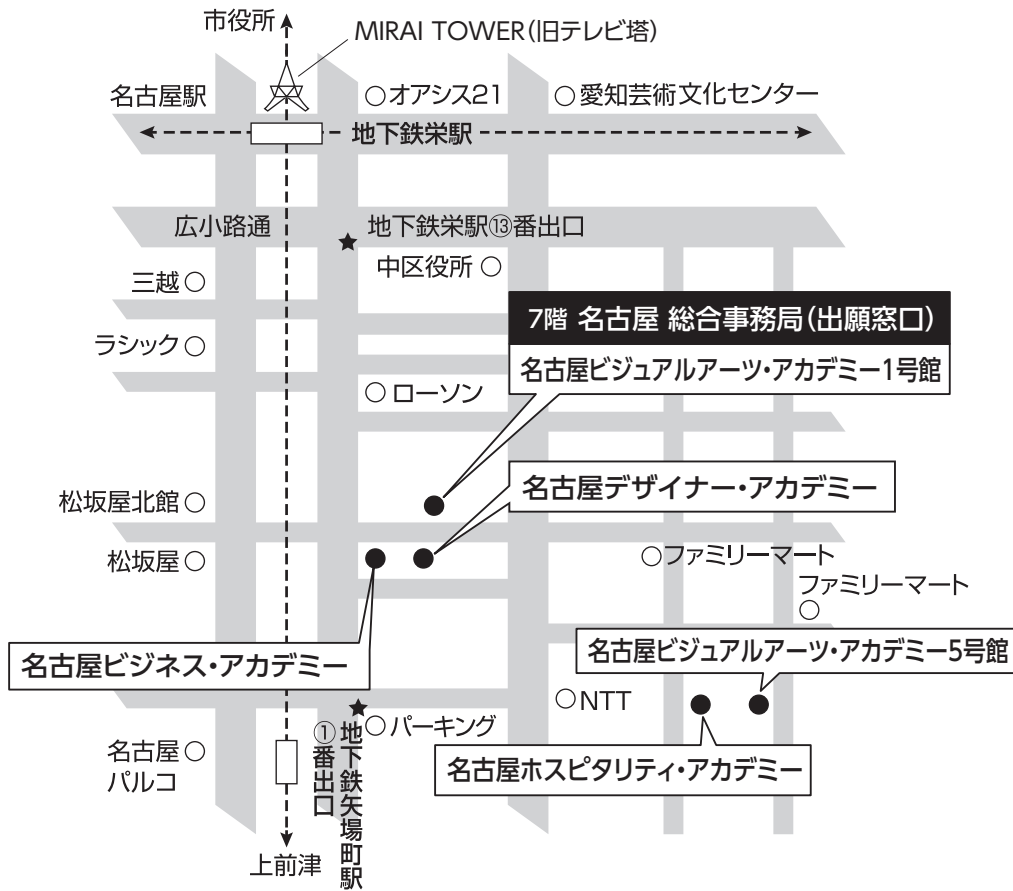 市役所
MIRAI TOWER(旧テレビ塔)
名古屋駅
オアシス21
愛知芸術文化センター
地下鉄栄駅
広小路通
地下鉄栄駅⑬番出口
中区役所
三越
7階 名古屋 総合事務局(出願窓口)
名古屋ビジュアルアーツ・アカデミー1号館
ラシック
ローソン
松坂屋北館
名古屋デザイナー・アカデミー
松坂屋
ファミリーマート
ファミリーマート
名古屋ビジネス・アカデミー
名古屋ビジュアルアーツ・アカデミー5号館
NTT
パーキング
地下鉄矢場町駅
①番出口
名古屋
パルコ
名古屋ホスピタリティ・アカデミー
上前津